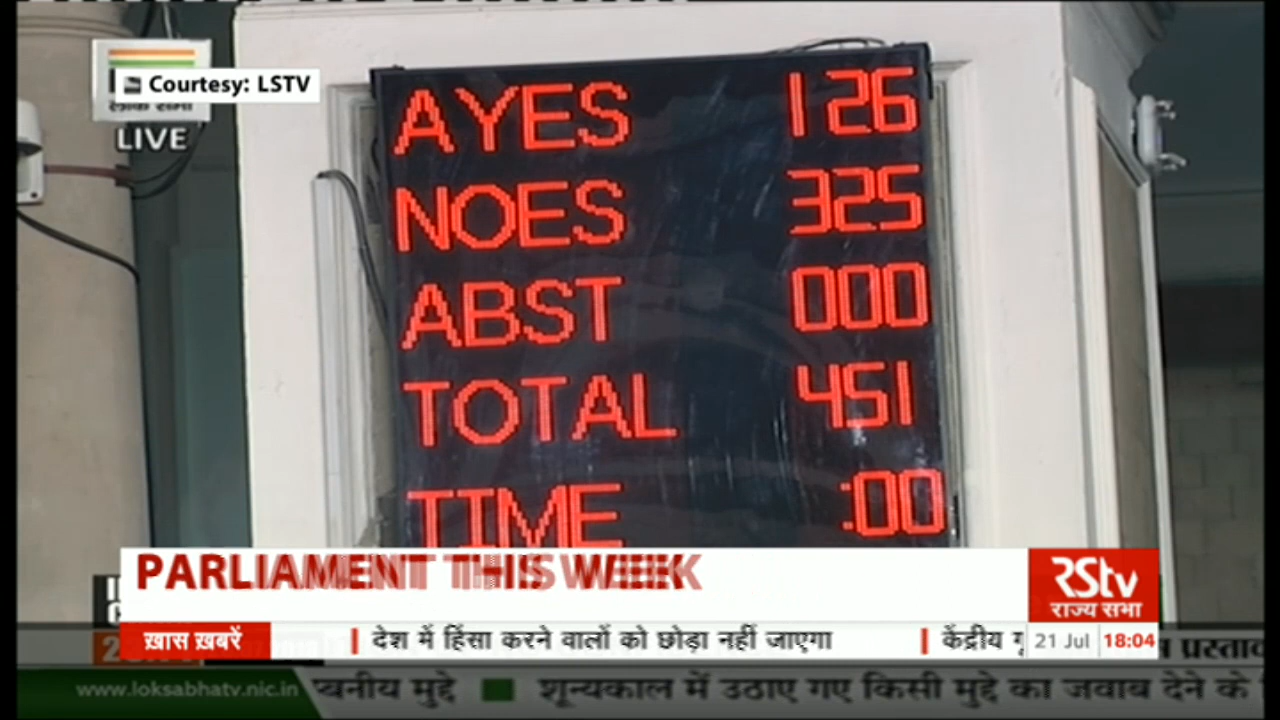 Courtesy: LSTV
लोक सभा
LIVE
AYES 126
NOES 325
ABST 000
TOTAL 451
TIME :00
PARLIAMENT THIS WEEK
RSTV
राज्य सभा
ख़ास ख़बरें
देश में हिंसा करने वालों को छोड़ा नहीं जाएगा
केंद्रीय
21 Jul 18:04
www.loksabhatv.nic.in
मुद्दे
शून्यकाल में उठाए गए किसी मुद्दे का जवाब देने के